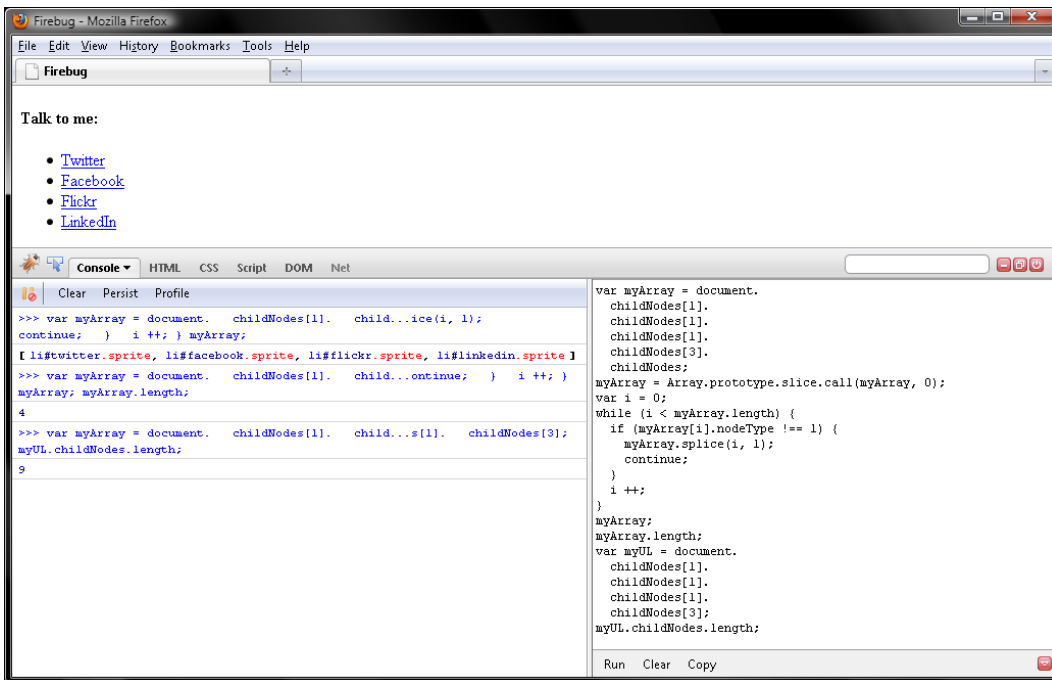 Firebug - Mozilla Firefox
File Edit View History Bookmarks Tools Help
Firebug
Talk to me:
• Twitter
• Facebook
• Flickr
• LinkedIn
Console HTML CSS Script DOM Net
Clear Persist Profile
>>> var myArray = document. childNodes[1]. child...ice(i, 1);
continue; } i ++; } myArray;
[ li#twitter.sprite, li#facebook.sprite, li#flickr.sprite, li#linkedin.sprite ]
>>> var myArray = document. childNodes[1]. child...ontinue; } i ++; }
myArray; myArray.length;
4
>>> var myArray = document. childNodes[1]. child...s[1]. childNodes[3];
myUL.childNodes.length;
9
var myArray = document.
childNodes[1].
childNodes[1].
childNodes[1].
childNodes[3].
childNodes;
myArray = Array.prototype.slice.call(myArray, 0);
var i = 0;
while (i < myArray.length) {
if (myArray[i].nodeType !== 1) {
myArray.splice(i, 1);
continue;
}
i ++;
}
myArray;
myArray.length;
var myUL = document.
childNodes[1].
childNodes[1].
childNodes[1].
childNodes[3];
myUL.childNodes.length;
Run Clear Copy